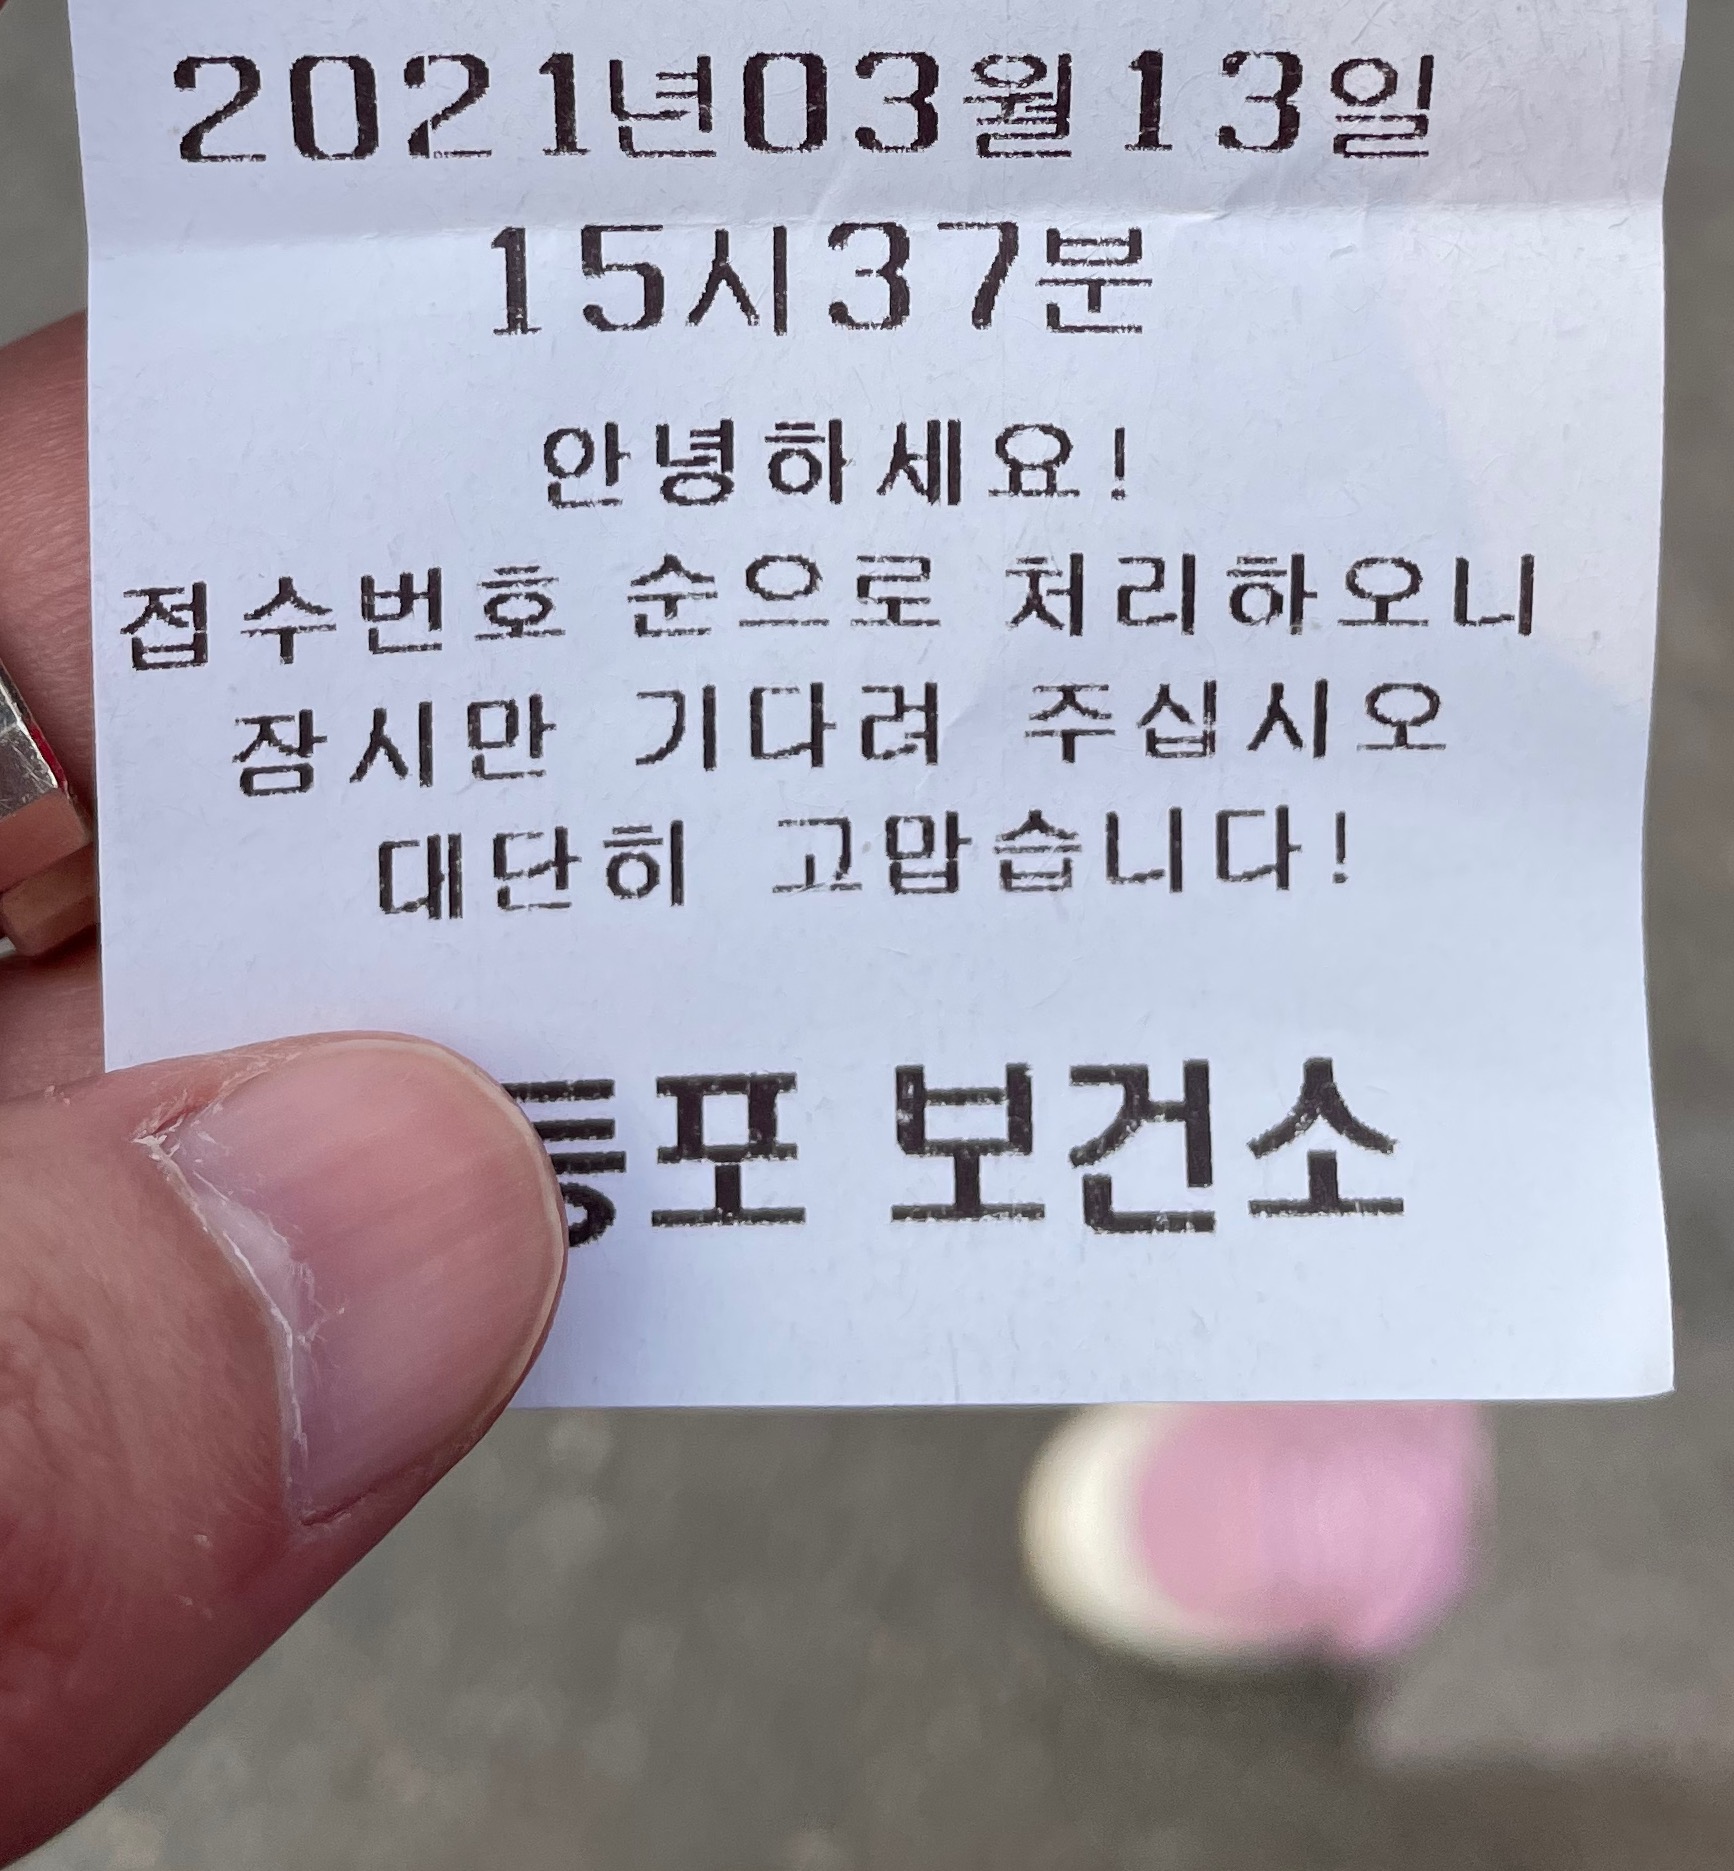 2021년03월13일
15시37분
안녕하세요!
접수번호 순으로 처리하오니
잠시만 기다려 주십시오
대단히 고맙습니다!
보건소